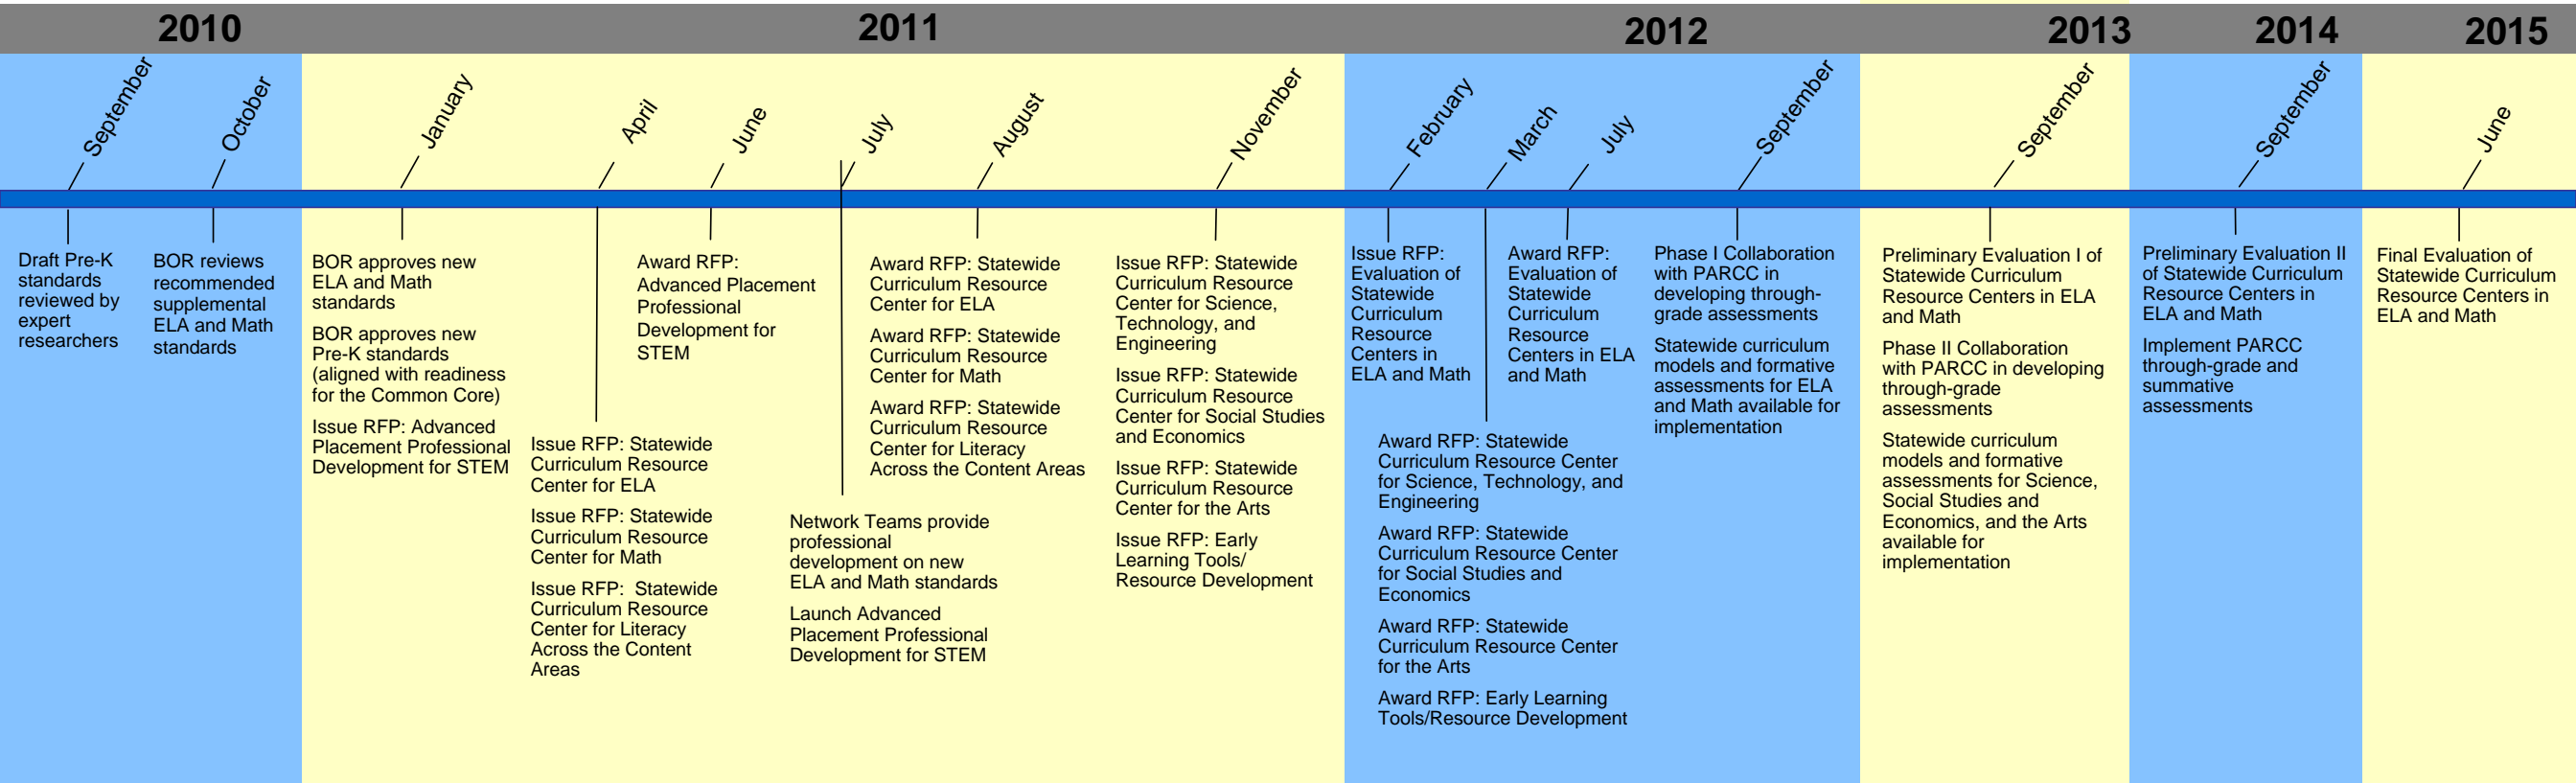 2010
2011
2012
2013
2014
2015
September
October
January
April
June
July
August
November
February
March
July
September
September
September
June
Draft Pre-K
standards
reviewed by
expert
researchers
BOR reviews
recommended
supplemental
ELA and Math
standards
BOR approves new
ELA and Math
standards
BOR approves new
Pre-K standards
(aligned with readiness
for the Common Core)
Issue RFP: Advanced
Placement Professional
Development for STEM
Issue RFP: Statewide
Curriculum Resource
Center for ELA
Issue RFP: Statewide
Curriculum Resource
Center for Math
Issue RFP: Statewide
Curriculum Resource
Center for Literacy
Across the Content
Areas
Award RFP:
Advanced Placement
Professional
Development for
STEM
Network Teams provide
professional
development on new
ELA and Math standards
Launch Advanced
Placement Professional
Development for STEM
Award RFP: Statewide
Curriculum Resource
Center for ELA
Award RFP: Statewide
Curriculum Resource
Center for Math
Award RFP: Statewide
Curriculum Resource
Center for Literacy
Across the Content Areas
Issue RFP: Statewide
Curriculum Resource
Center for Science,
Technology, and
Engineering
Issue RFP: Statewide
Curriculum Resource
Center for Social Studies
and Economics
Issue RFP: Statewide
Curriculum Resource
Center for the Arts
Issue RFP: Early
Learning Tools/
Resource Development
Issue RFP:
Evaluation of
Statewide
Curriculum
Resource
Centers in
ELA and Math
Award RFP: Statewide
Curriculum Resource Center
for Science, Technology, and
Engineering
Award RFP: Statewide
Curriculum Resource Center
for Social Studies and
Economics
Award RFP: Statewide
Curriculum Resource Center
for the Arts
Award RFP: Early Learning
Tools/Resource Development
Award RFP:
Evaluation of
Statewide
Curriculum
Resource
Centers in ELA
and Math
Phase I Collaboration
with PARCC in
developing through-
grade assessments
Statewide curriculum
models and formative
assessments for ELA
and Math available for
implementation
Preliminary Evaluation I of
Statewide Curriculum
Resource Centers in ELA
and Math
Phase II Collaboration
with PARCC in developing
through-grade
assessments
Statewide curriculum
models and formative
assessments for Science,
Social Studies and
Economics, and the Arts
available for
implementation
Preliminary Evaluation II
of Statewide Curriculum
Resource Centers in
ELA and Math
Implement PARCC
through-grade and
summative
assessments
Final Evaluation of
Statewide Curriculum
Resource Centers in
ELA and Math